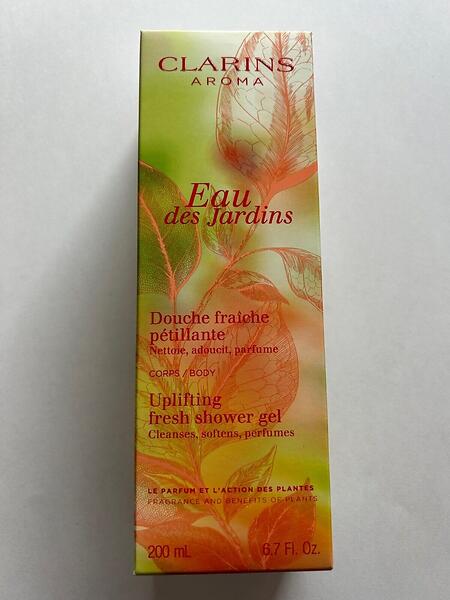 CLARINS
AROMA
Eau
des Jardins
Douche fraîche
pétillante
Nettoie, adoucit, parfume
CORPS / BODY
Uplifting
fresh shower gel
Cleanses, softens, perfumes
LE PARFUM ET L'ACTION DES PLANTES
FRAGRANCE AND BENEFITS OF PLANTS
200 mL 6.7 Fl. Oz.